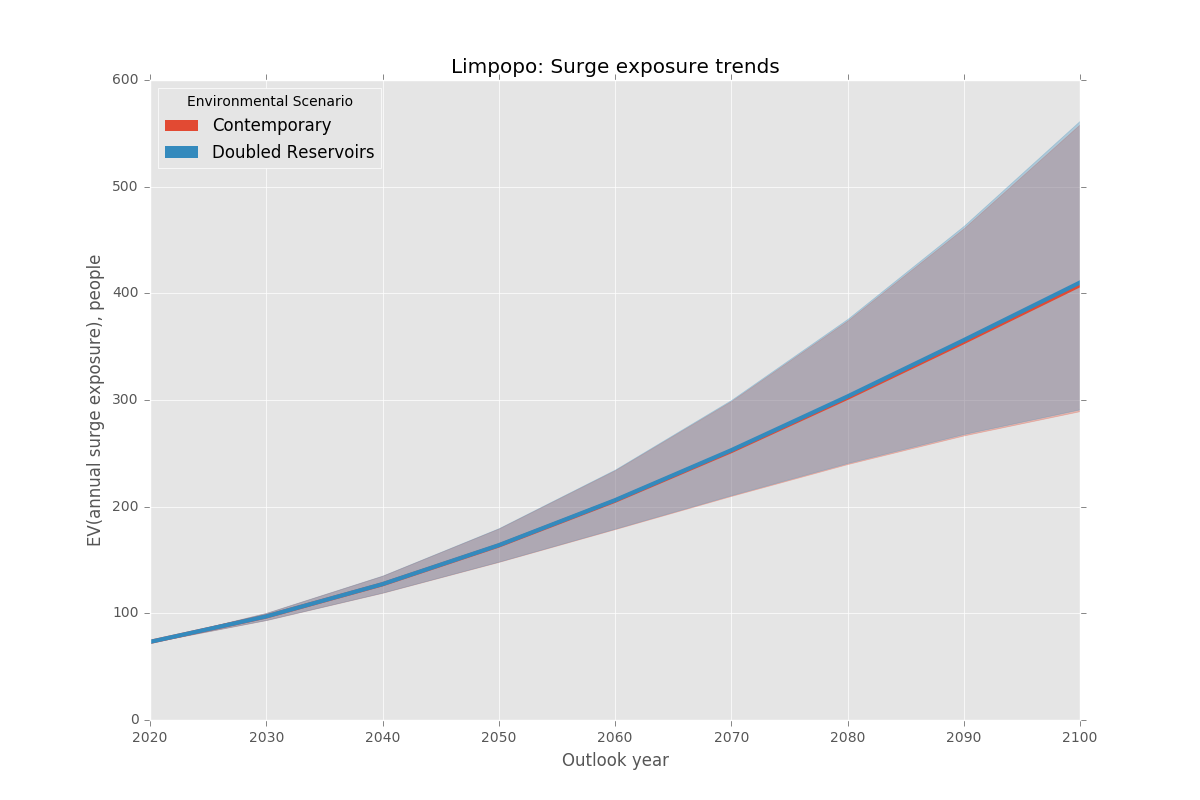 Limpopo: Surge exposure trends
Environmental Scenario
Contemporary
Doubled Reservoirs
EV(annual surge exposure), people
600
500
400
300
200
100
0
2020 2030 2040 2050 2060 2070 2080 2090 2100
Outlook year